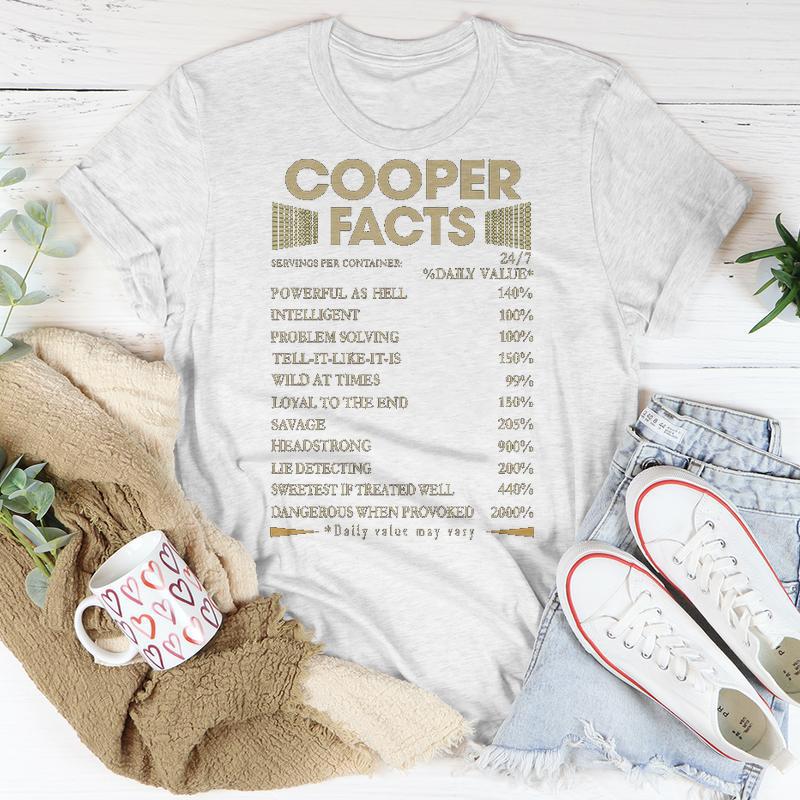 COOPER
FACTS
SERVINGS PER CONTAINER: 24/7
%DAILY VALUE*
POWERFUL AS HELL 140%
INTELLIGENT 100%
PROBLEM SOLVING 100%
TELL-IT-LIKE-IT-IS 150%
WILD AT TIMES 99%
LOYAL TO THE END 150%
SAVAGE 205%
HEADSTRONG 900%
LIE DETECTING 200%
SWEETEST IF TREATED WELL 440%
DANGEROUS WHEN PROVOKED 2000%
*Daily value may vary